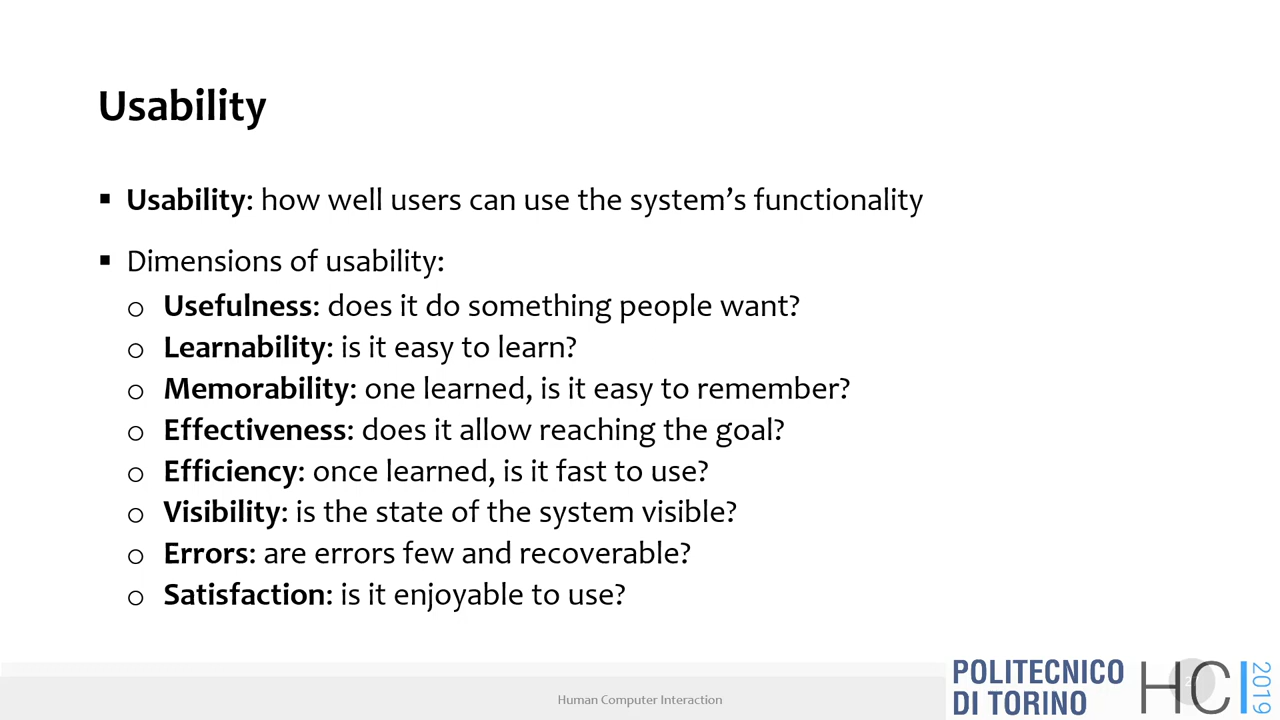 Usability
▪ Usability: how well users can use the system’s functionality
▪ Dimensions of usability:
o Usefulness: does it do something people want?
o Learnability: is it easy to learn?
o Memorability: one learned, is it easy to remember?
o Effectiveness: does it allow reaching the goal?
o Efficiency: once learned, is it fast to use?
o Visibility: is the state of the system visible?
o Errors: are errors few and recoverable?
o Satisfaction: is it enjoyable to use?
Human Computer Interaction
POLITECNICO
DI TORINO
HCI
2019